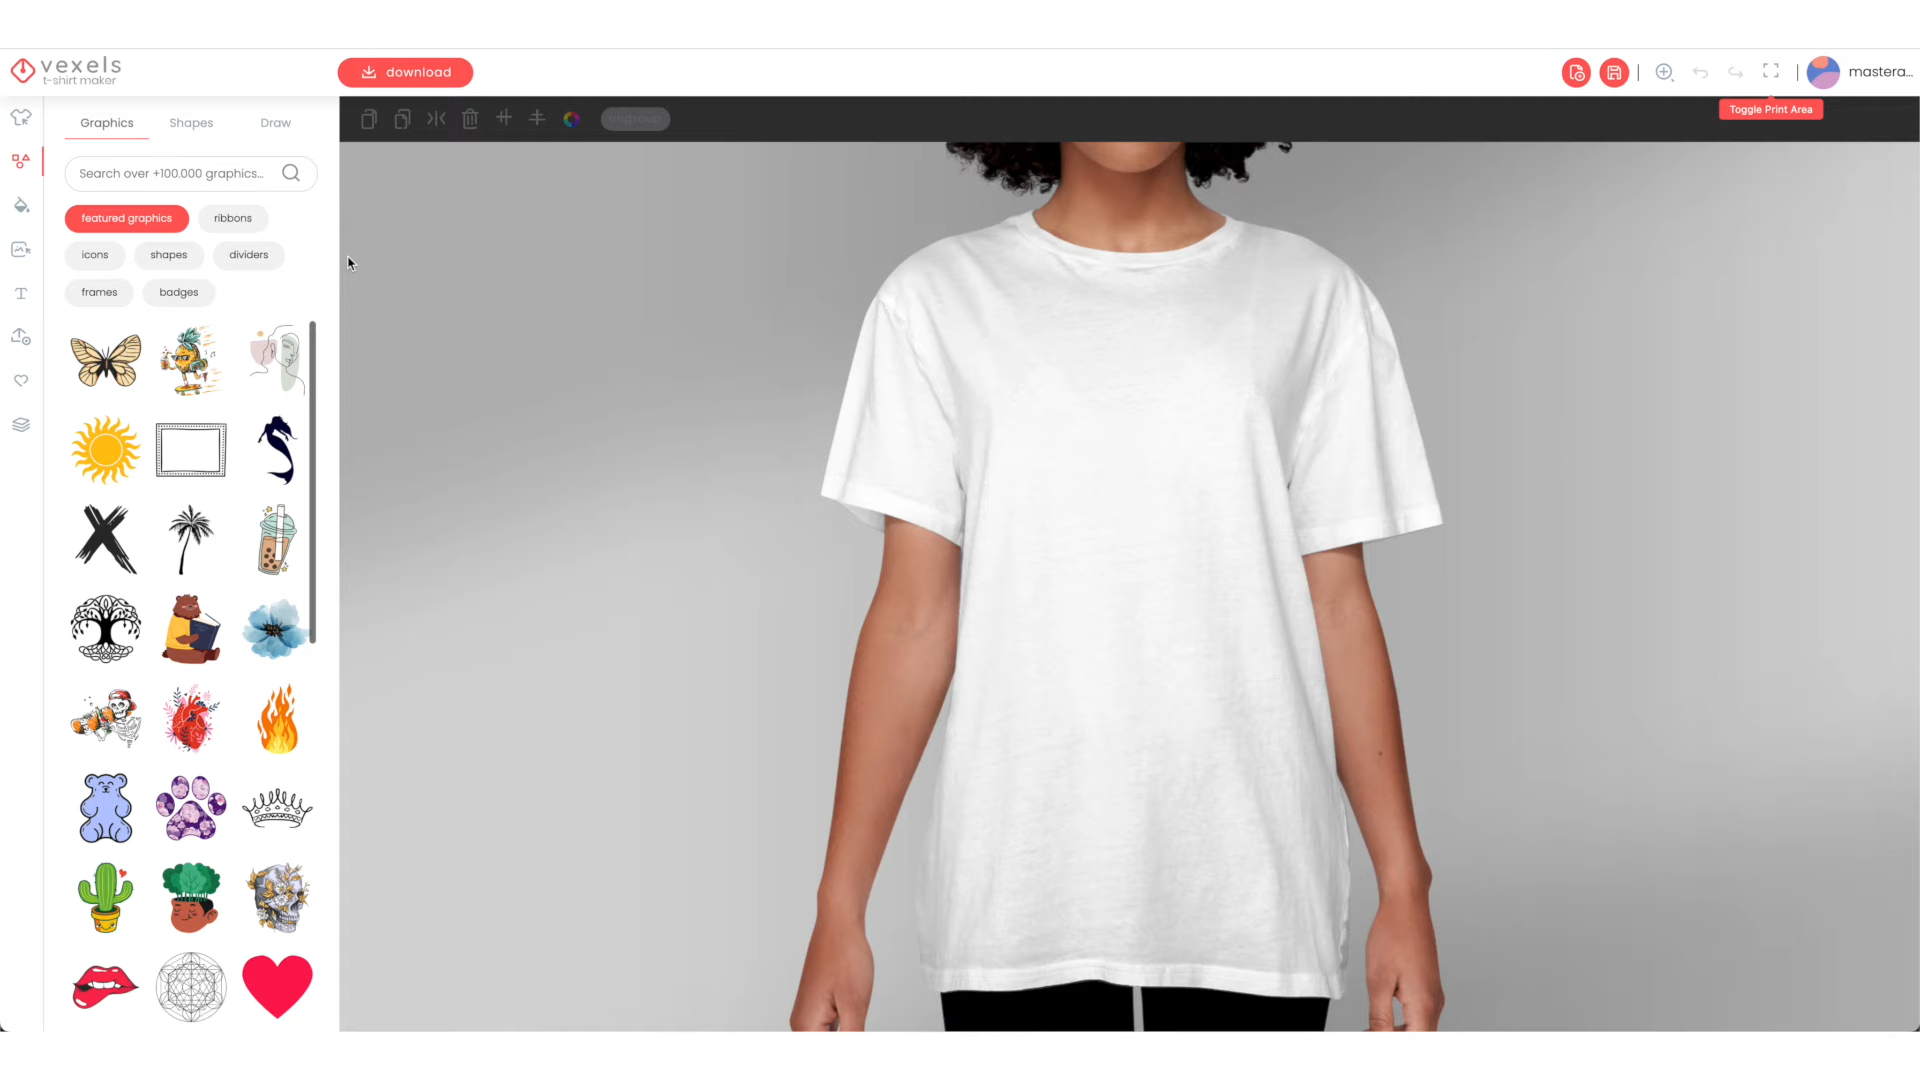 vexels
t-shirt maker
download
mastera...
Toggle Print Area
Graphics
Shapes
Draw
ungroup
Search over +100.000 graphics...
featured graphics
ribbons
icons
shapes
dividers
frames
badges